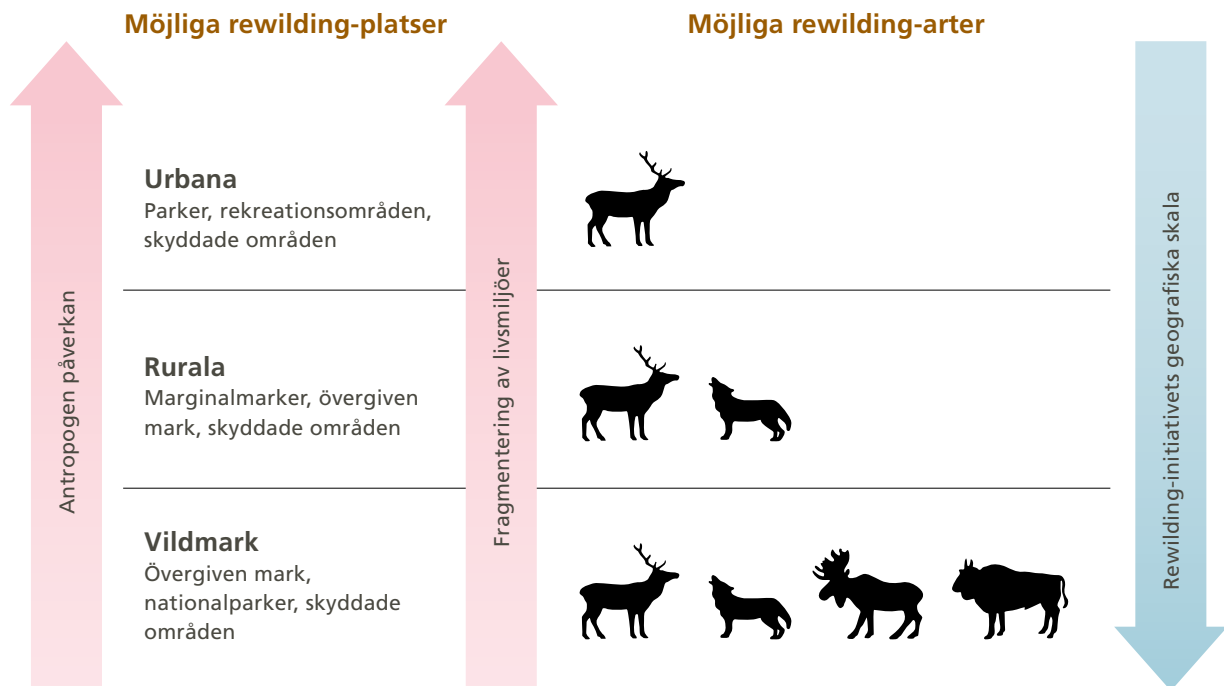 Möjliga rewilding-platser
Möjliga rewilding-arter
Antropogen påverkan
Urbana
Parker, rekreationsområden,
skyddade områden
Rurala
Marginalmarker, övergiven
mark, skyddade områden
Vildmark
Övergiven mark,
nationalparker, skyddade
områden
Fragmentering av livsmiljöer
Rewilding-initiativets geografiska skala